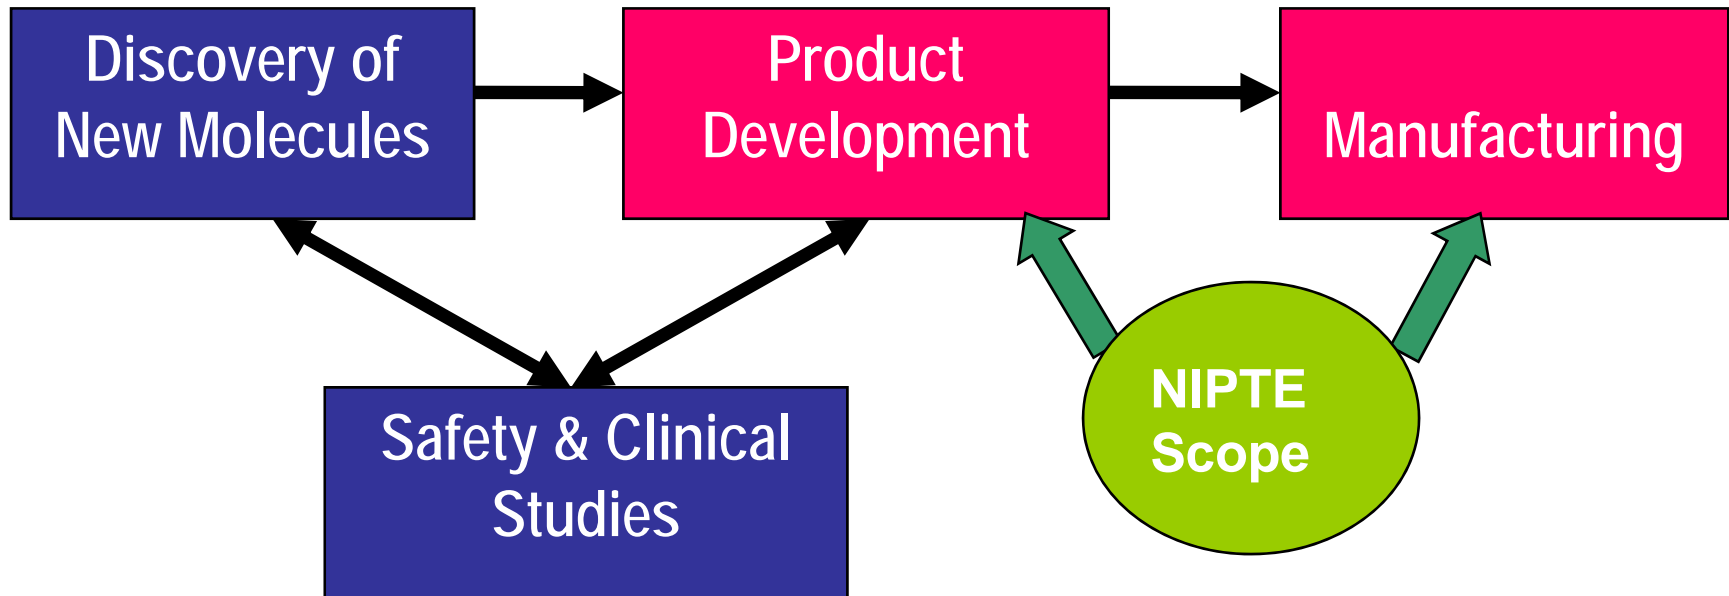 Discovery of
New Molecules
Product
Development
Manufacturing
Safety & Clinical
Studies
NIPTE
Scope